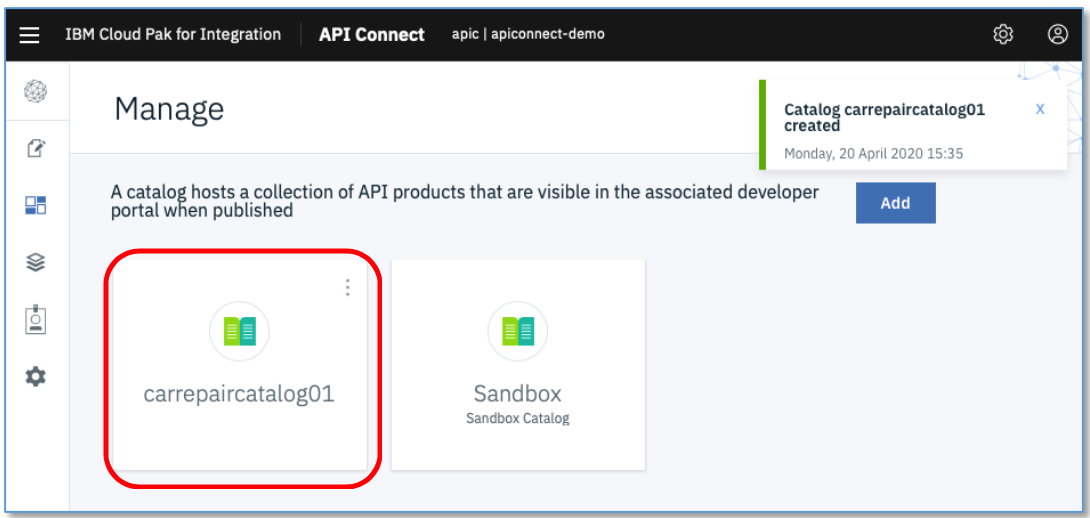 IBM Cloud Pak for Integration API Connect apic | apiconnect-demo
Manage
Catalog carrepaircatalog01 X
created
Monday, 20 April 2020 15:35
A catalog hosts a collection of API products that are visible in the associated developer
portal when published
Add
carrepaircatalog01
Sandbox
Sandbox Catalog